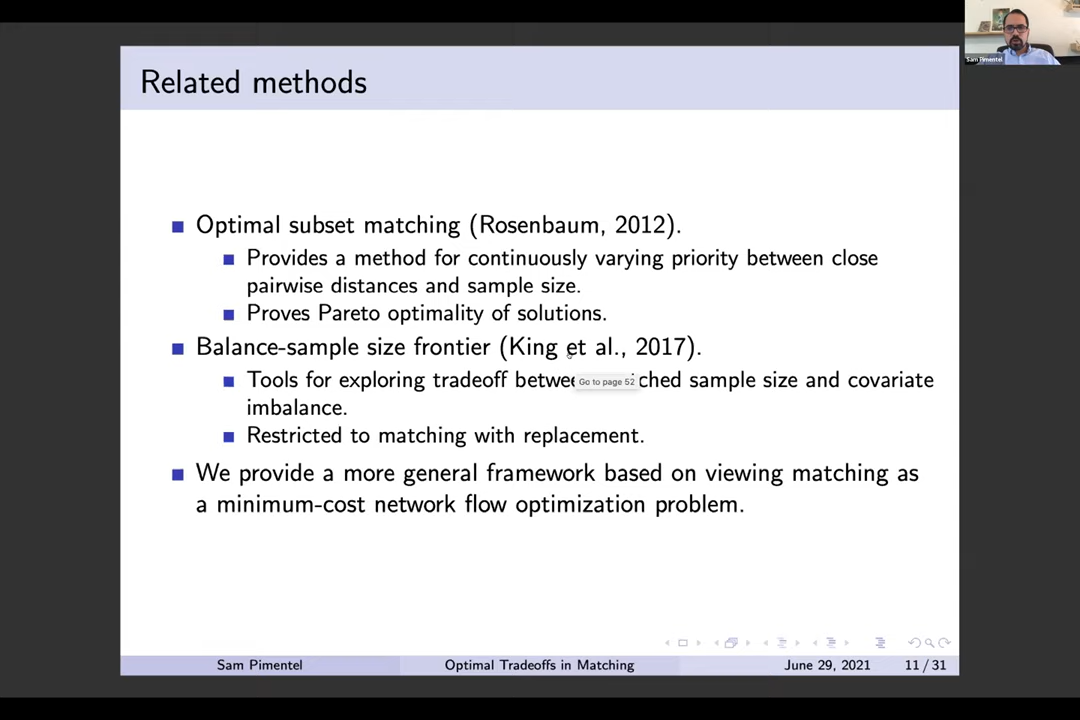 Sam Pimentel
Related methods
Optimal subset matching (Rosenbaum, 2012).
Provides a method for continuously varying priority between close
pairwise distances and sample size.
Proves Pareto optimality of solutions.
Balance-sample size frontier (King et al., 2017).
Tools for exploring tradeoff betwee Go to page 52 ched sample size and covariate
imbalance.
Restricted to matching with replacement.
We provide a more general framework based on viewing matching as
a minimum-cost network flow optimization problem.
Sam Pimentel Optimal Tradeoffs in Matching June 29, 2021 11 / 31